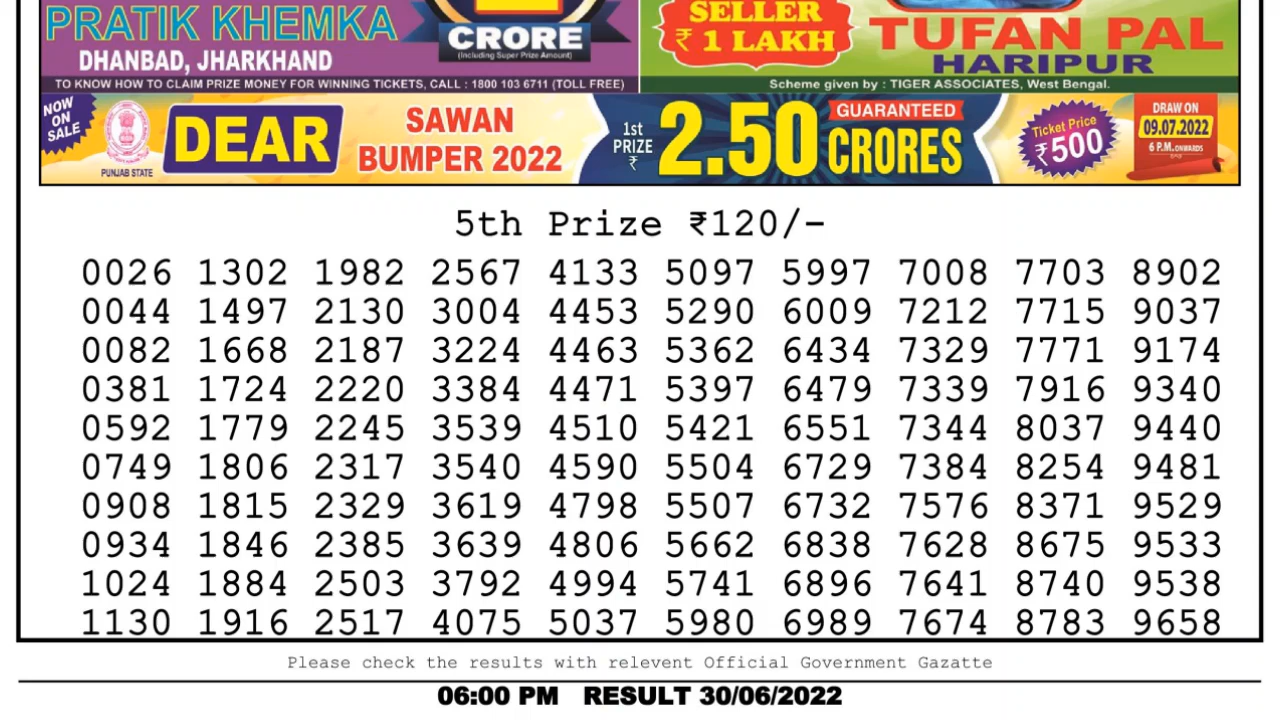 PRATIK KHEMKA
DHANBAD, JHARKHAND
CRORE
(Including Super Prize Amount)
SELLER
₹ 1 LAKH
TUFAN PAL
HARIPUR
TO KNOW HOW TO CLAIM PRIZE MONEY FOR WINNING TICKETS, CALL : 1800 103 6711 (TOLL FREE)
Scheme given by : TIGER ASSOCIATES, West Bengal.
NOW
ON
SALE
PUNJAB STATE
DEAR
SAWAN
BUMPER 2022
1st
PRIZE
₹
2.50
GUARANTEED
CRORES
Ticket Price
₹500
DRAW ON
09.07.2022
6 P.M. ONWARDS
5th Prize ₹120/-
0026 1302 1982 2567 4133 5097 5997 7008 7703 8902
0044 1497 2130 3004 4453 5290 6009 7212 7715 9037
0082 1668 2187 3224 4463 5362 6434 7329 7771 9174
0381 1724 2220 3384 4471 5397 6479 7339 7916 9340
0592 1779 2245 3539 4510 5421 6551 7344 8037 9440
0749 1806 2317 3540 4590 5504 6729 7384 8254 9481
0908 1815 2329 3619 4798 5507 6732 7576 8371 9529
0934 1846 2385 3639 4806 5662 6838 7628 8675 9533
1024 1884 2503 3792 4994 5741 6896 7641 8740 9538
1130 1916 2517 4075 5037 5980 6989 7674 8783 9658
Please check the results with relevent Official Government Gazatte
06:00 PM RESULT 30/06/2022